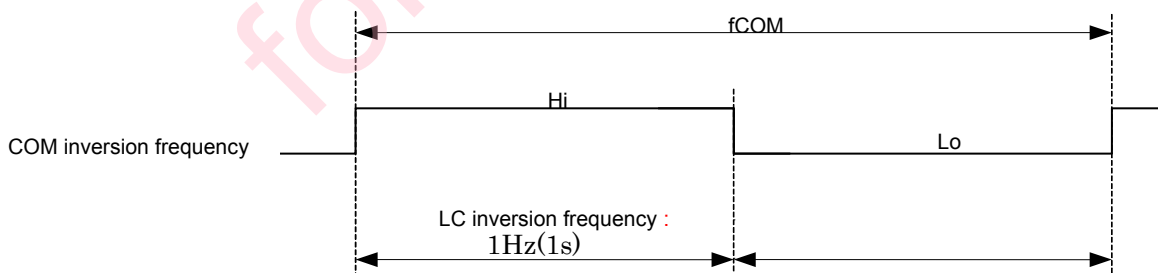 fCOM
Hi
COM inversion frequency
Lo
LC inversion frequency :
1Hz(1s)